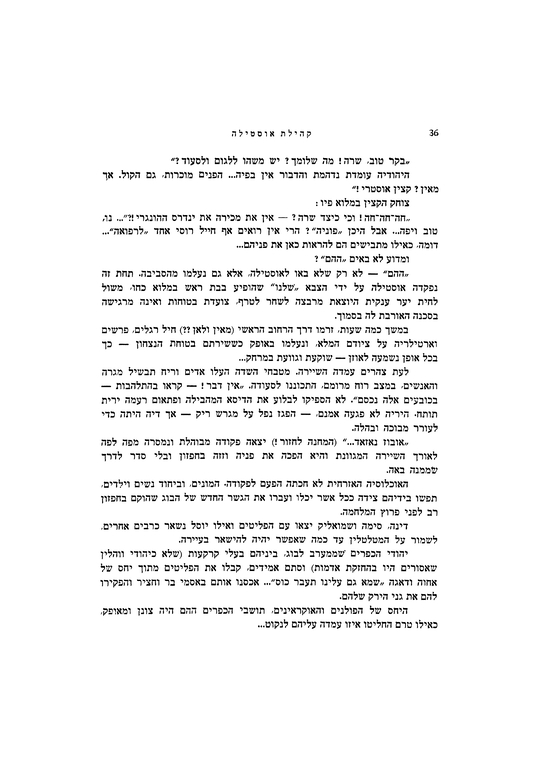 36
קהילת אוסטילה
„בקר טוב, שרה! מה שלומך? יש משהו ללגום ולסעוד?״
היהודיה עומדת נדהמת והדבור אין בפיה... הפנים מוכרות, גם הקול. אך
מאין? קצין אוסטרי!״
צוחק הקצין במלוא פיו:
„חה־חה־חה! וכי כיצד שרה? — אין את מכירה את ינדרס ההונגרי!?״... נו,
טוב ויפה... אבל היכן „פוניה״? הרי אין רואים אף חייל רוסי אחד „לרפואה״...
דומה, כאילו מתבישים הם להראות כאן את פניהם...
ומדוע לא באים „ההם״?
„ההם״ — לא רק שלא באו לאוסטילה, אלא גם נעלמו מהסביבה. תחת זה
נפקדה אוסטילה על ידי הצבא „שלנו״ שהופיע בבת ראש במלוא כחו, משול
לחית יער ענקית היוצאת מרבצה לשחר לטרף, צועדת בטוחות ואינה מרגישה
בסכנה האורבת לה בסמוך.
במשך כמה שעות, זרמו דרך הרחוב הראשי (מאין ולאן??) חיל רגלים, פרשים
וארטילריה על ציודם המלא, ונעלמו באופק כששירתם בטוחת הנצחון — כך
בכל אופן נשמעה לאוזן — שוקעת וגוועת במרחק...
לעת צהרים עמדה השיירה. מטבחי השדה העלו אדים וריח תבשיל מגרה
והאנשים, במצב רוח מרומם, התכוננו לסעודה. „אין דבר! — קראו בהתלהבות —
בכובעים אלה נכסם״. לא הספיקו לבלוע את הדיסא המהבילה ופתאום רעמה ירית
תותח. היריה לא פגעה אמנם, — הפגז נפל על מגרש ריק — אך דיה היתה כדי
לעורר מבוכה ובהלה.
„אובוז נאזאד...״ (המחנה לחזור!) יצאה פקודה מבוהלת ונמסרה מפה לפה
לאורך השיירה המגוונת והיא הפכה את פניה וזזה בחפזון ובלי סדר לדרך
שממנה באה.
האוכלוסיה האזרחית לא חכתה הפעם לפקודה. המונים, וביחוד נשים וילדים,
תפשו בידיהם צידה ככל אשר יכלו ועברו את הגשר החדש של הבוג שהוקם בחפזון
רב לפני פרוץ המלחמה.
דינה, סימה ושמואליק יצאו עם הפליטים ואילו יוסל נשאר כרבים אחרים,
לשמור על המטלטלין עד כמה שאפשר יהיה להישאר בעיירה.
יהודי הכפרים שממערב לבוג, ביניהם בעלי קרקעות (שלא כיהודי ווהלין
שאסורים היו בהחזקת אדמות) וסתם אמידים, קבלו את הפליטים מתוך יחס של
אחוה ודאגה „שמא גם עלינו תעבר כוס״... אכסנו אותם באסמי בר וחציר והפקירו
להם את גני הירק שלהם.
היחס של הפולנים והאוקראינים, תושבי הכפרים ההם היה צונן ומאופק,
כאילו טרם החליטו איזו עמדה עליהם לנקוט...